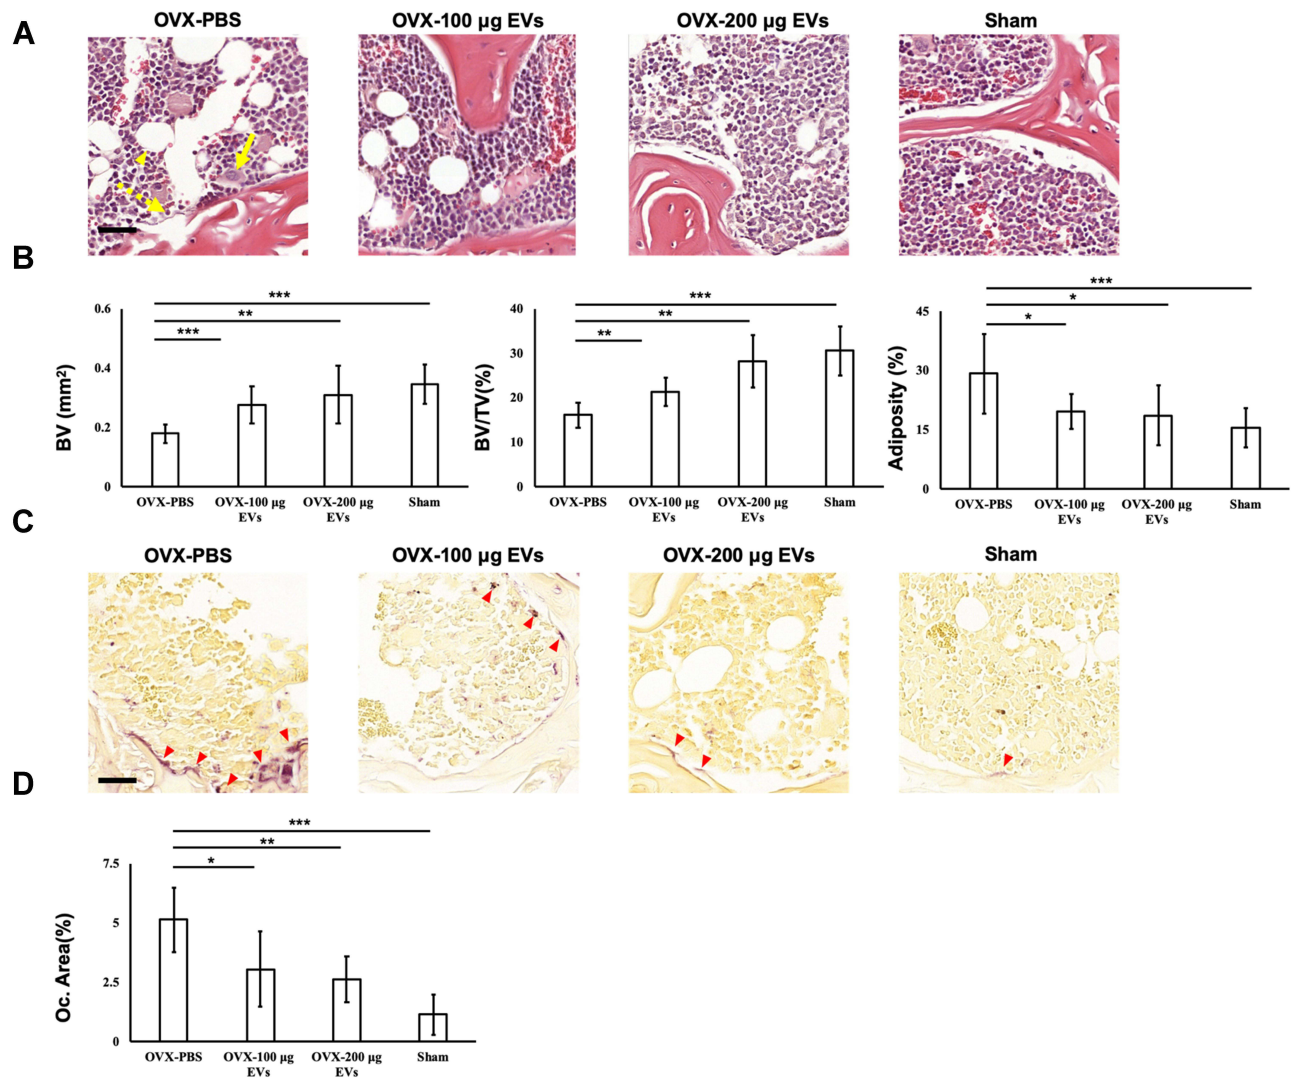 A
OVX-PBS
OVX-100 µg EVs
OVX-200 µg EVs
Sham
B
BV (mm²)
0.6
0.4
0.2
0
***
**
***
OVX-PBS
OVX-100 µg
EVs
OVX-200 µg
EVs
Sham
BV/TV(%)
40
30
20
10
0
***
**
**
OVX-PBS
OVX-100 µg
EVs
OVX-200 µg
EVs
Sham
Adiposity (%)
45
30
15
0
***
*
*
OVX-PBS
OVX-100 µg
EVs
OVX-200 µg
EVs
Sham
C
OVX-PBS
OVX-100 µg EVs
OVX-200 µg EVs
Sham
D
Oc. Area(%)
7.5
5
2.5
0
***
**
*
OVX-PBS
OVX-100 µg
EVs
OVX-200 µg
EVs
Sham